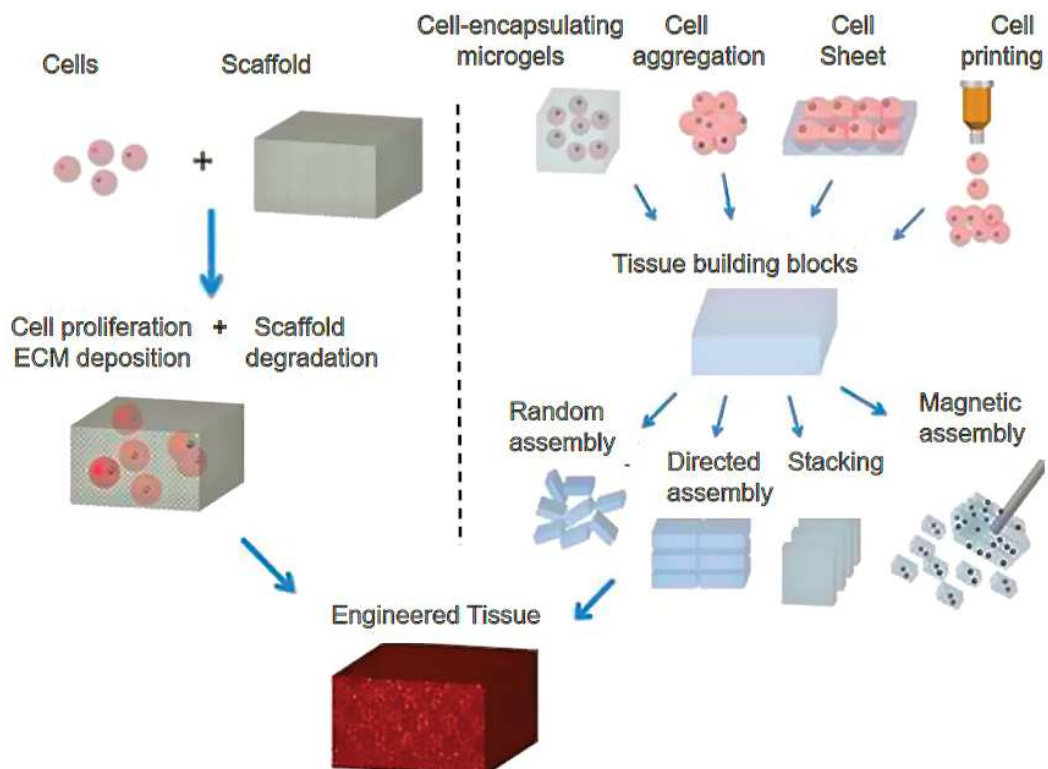 Cells
Scaffold
+
Cell proliferation + Scaffold
ECM deposition degradation
Cell-encapsulating
microgels
Cell
aggregation
Cell
Sheet
Cell
printing
Tissue building blocks
Random
assembly
Directed
assembly
Stacking
Magnetic
assembly
Engineered Tissue